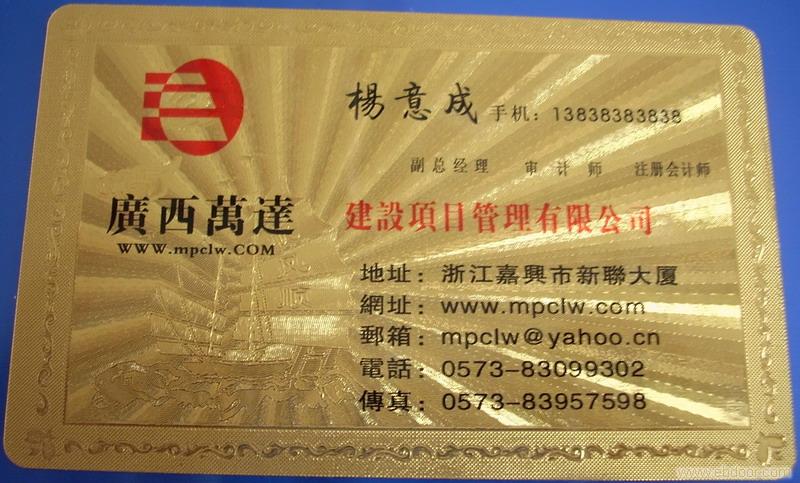 楊意成 手机：13838383838
副总经理 审计师 注册会计师
廣西萬達 建設項目管理有限公司
WWW.mpclw.COM
地址：浙江嘉興市新聯大厦
網址：www.mpclw.com
郵箱：mpclw@yahoo.cn
電話：0573-83099302
傳真：0573-83957598
www.ebdoor.com